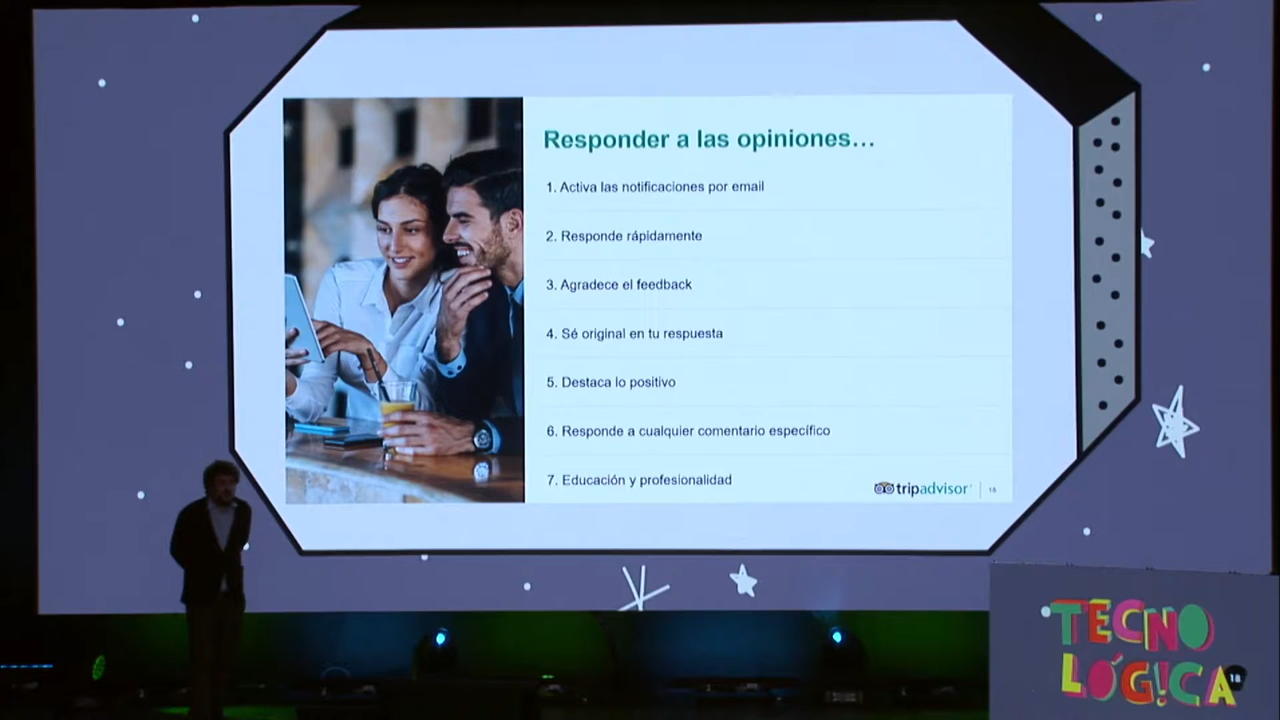 Responder a las opiniones...
1. Activa las notificaciones por email
2. Responde rápidamente
3. Agradece el feedback
4. Sé original en tu respuesta
5. Destaca lo positivo
6. Responde a cualquier comentario específico
7. Educación y profesionalidad
tripadvisor
TECNO
LÓG!CA
18